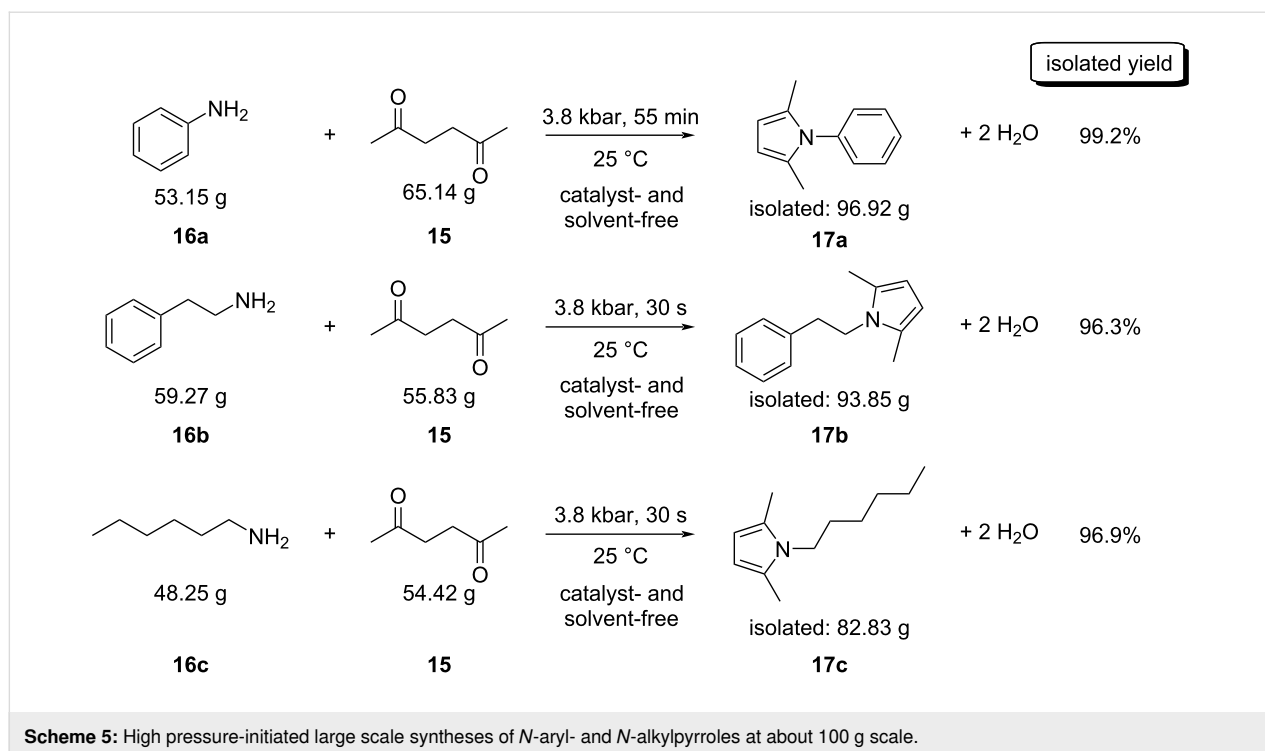 isolated yield
NH₂
+
O
O
3.8 kbar, 55 min
25 °C
catalyst- and
solvent-free
N
+ 2 H₂O
99.2%
53.15 g
65.14 g
isolated: 96.92 g
16a
15
17a
NH₂
+
O
O
3.8 kbar, 30 s
25 °C
catalyst- and
solvent-free
N
+ 2 H₂O
96.3%
59.27 g
55.83 g
isolated: 93.85 g
16b
15
17b
NH₂
+
O
O
3.8 kbar, 30 s
25 °C
catalyst- and
solvent-free
N
+ 2 H₂O
96.9%
48.25 g
54.42 g
isolated: 82.83 g
16c
15
17c
Scheme 5: High pressure-initiated large scale syntheses of N-aryl- and N-alkylpyrroles at about 100 g scale.